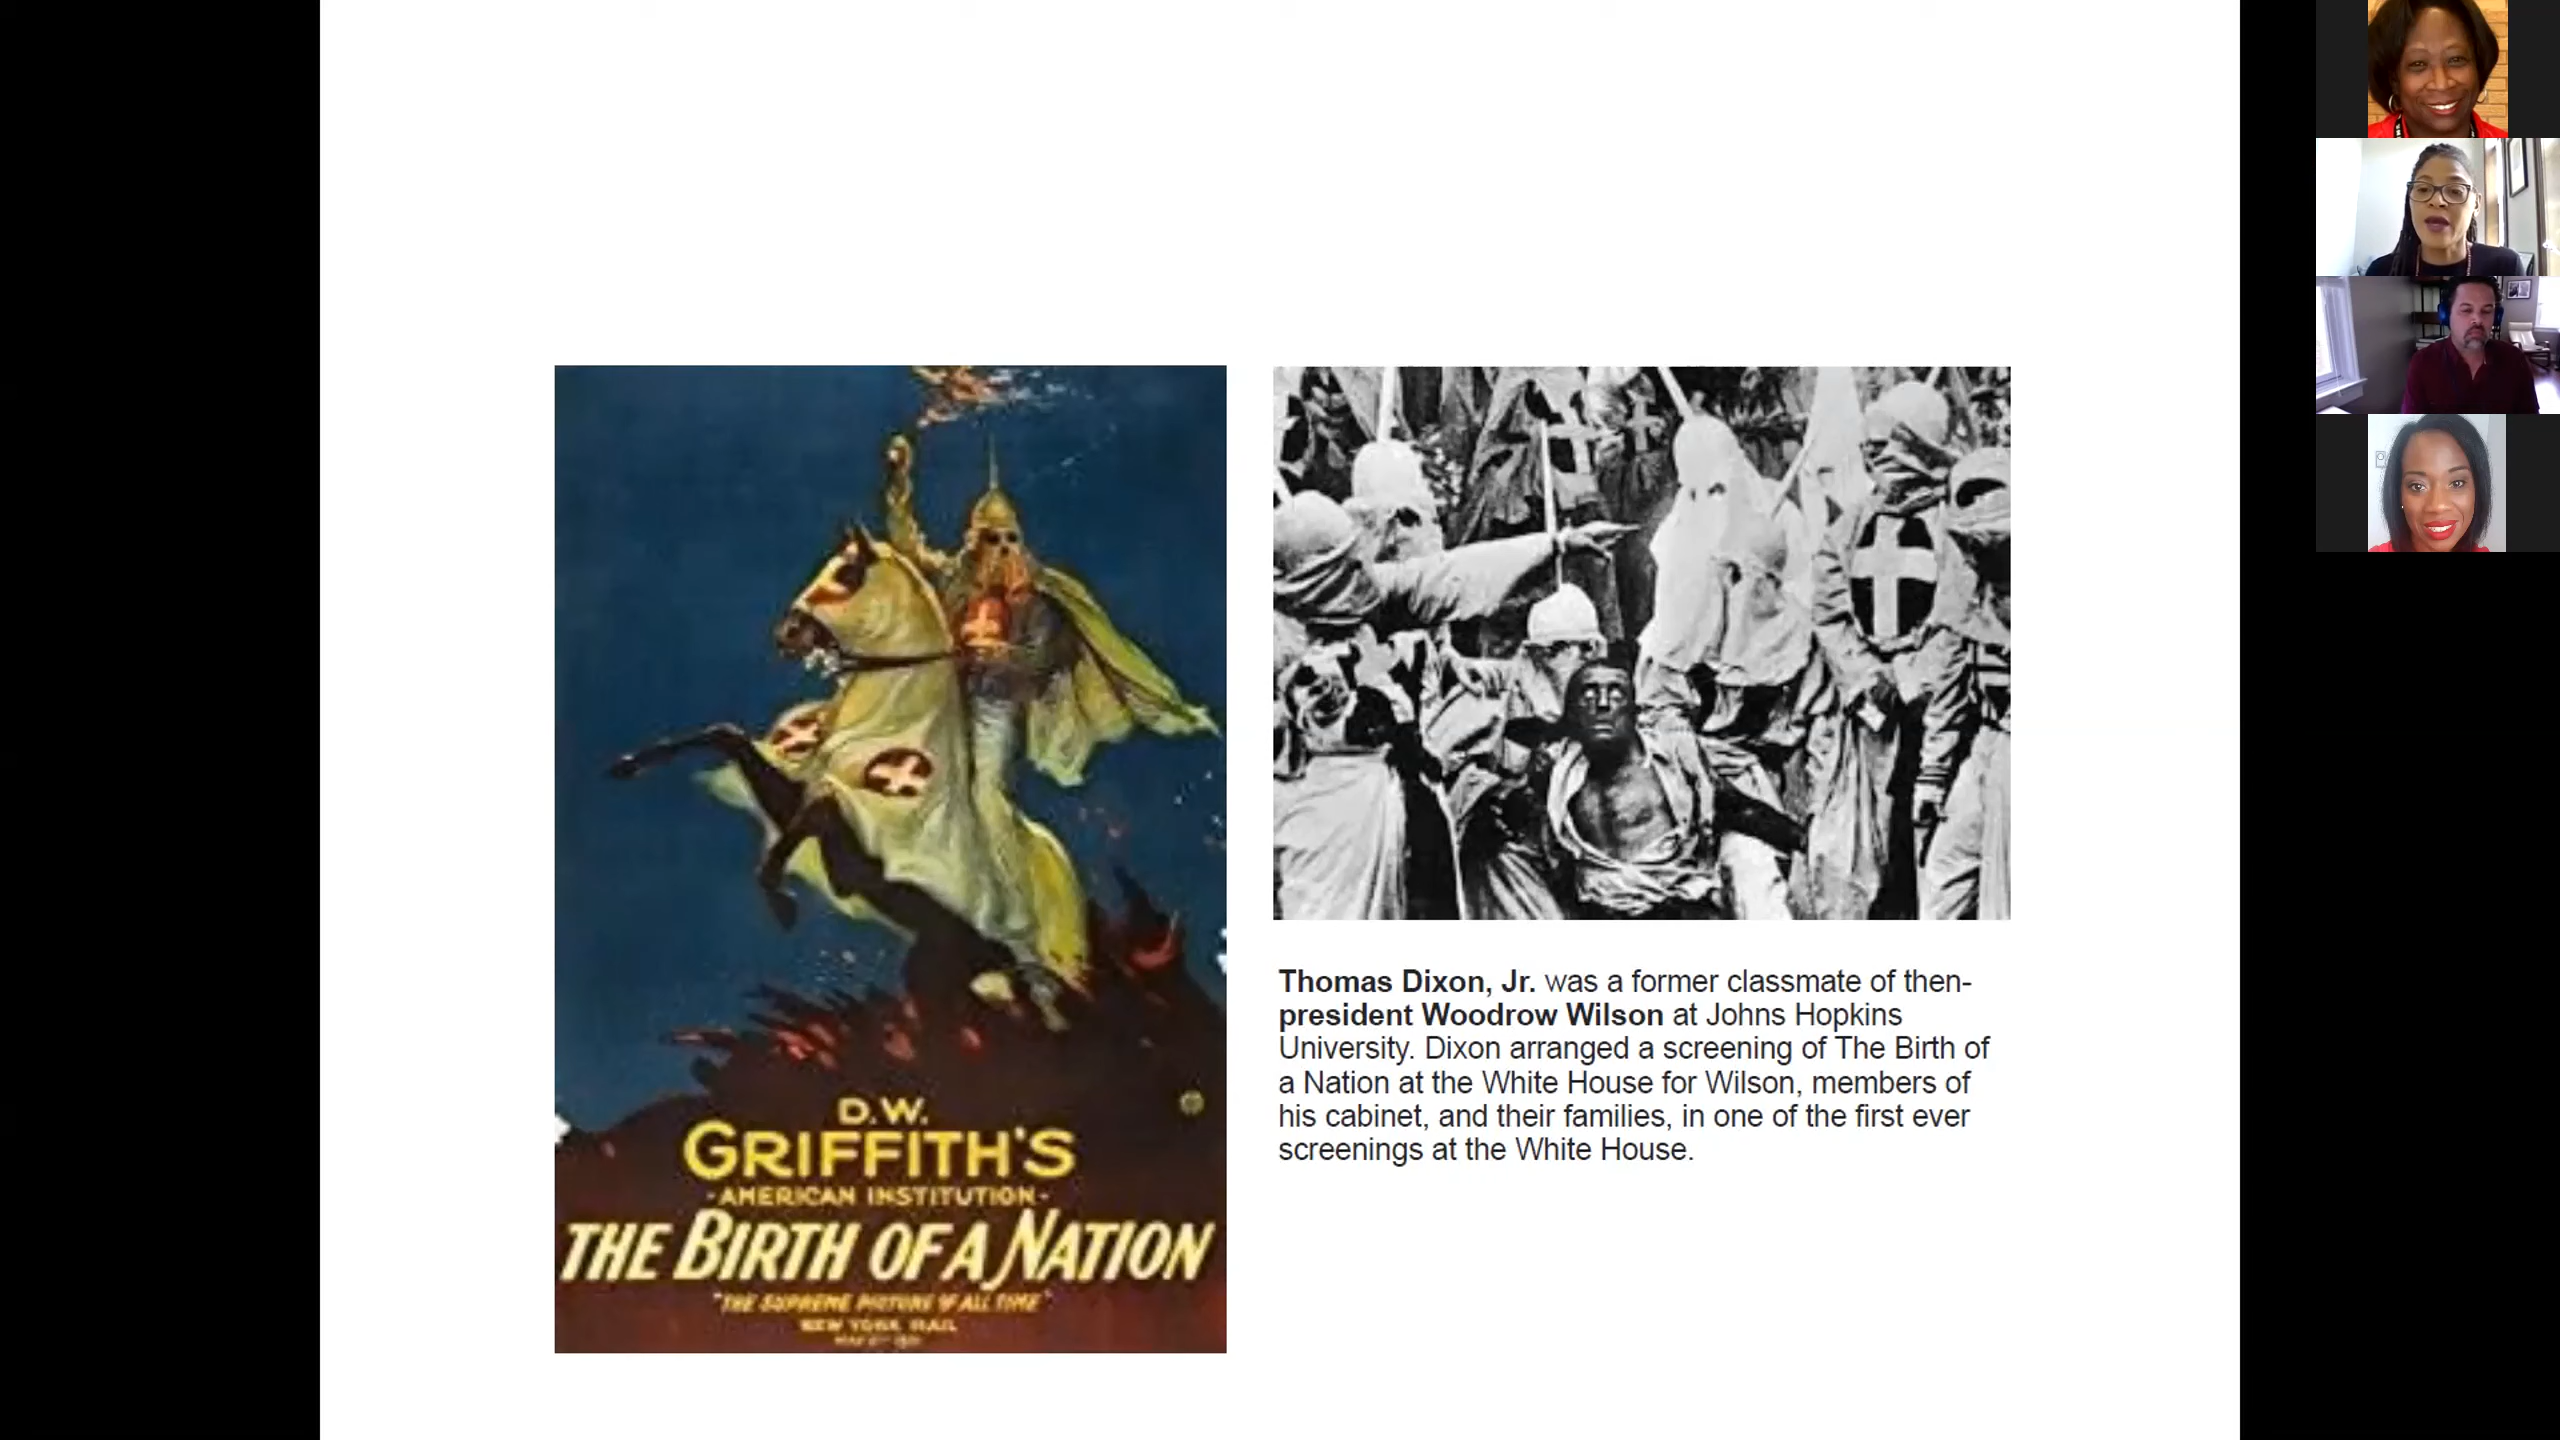 D.W.
GRIFFITH'S
-AMERICAN INSTITUTION-
THE BIRTH OF A NATION
"THE SUPREME PICTURE OF ALL TIME"
NEW YORK MAIL
Thomas Dixon, Jr. was a former classmate of then-
president Woodrow Wilson at Johns Hopkins
University. Dixon arranged a screening of The Birth of
a Nation at the White House for Wilson, members of
his cabinet, and their families, in one of the first ever
screenings at the White House.